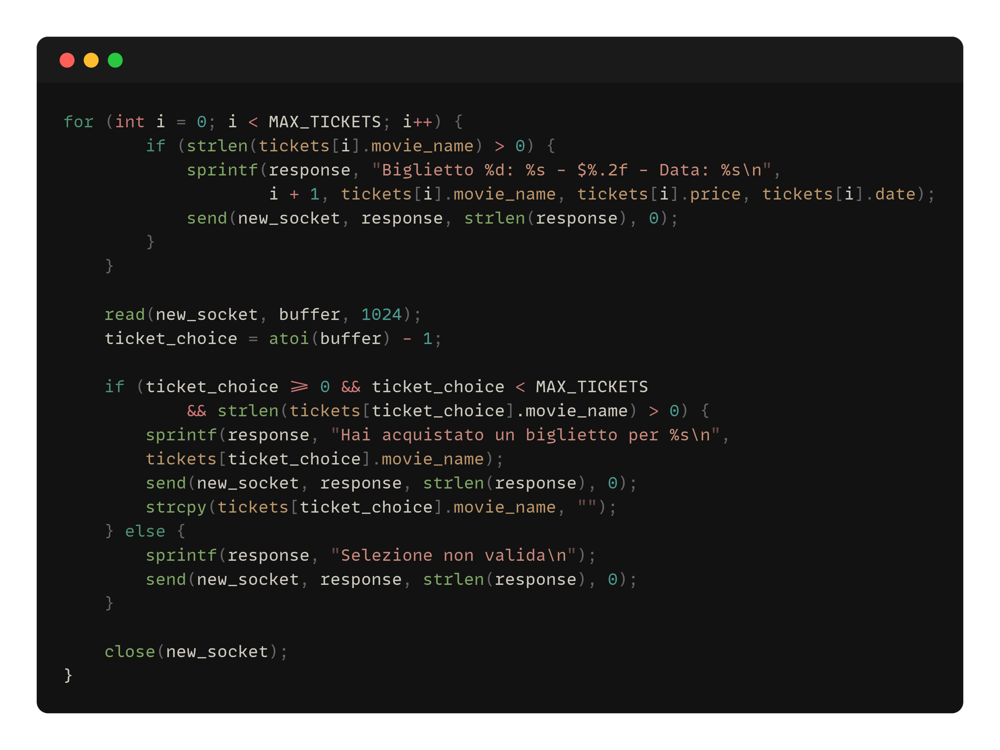 for (int i = 0; i < MAX_TICKETS; i++) {
        if (strlen(tickets[i].movie_name) > 0) {
            sprintf(response, "Biglietto %d: %s - $%.2f - Data: %s\n",
                    i + 1, tickets[i].movie_name, tickets[i].price, tickets[i].date);
            send(new_socket, response, strlen(response), 0);
        }
    }

    read(new_socket, buffer, 1024);
    ticket_choice = atoi(buffer) - 1;

    if (ticket_choice >= 0 && ticket_choice < MAX_TICKETS
            && strlen(tickets[ticket_choice].movie_name) > 0) {
        sprintf(response, "Hai acquistato un biglietto per %s\n",
        tickets[ticket_choice].movie_name);
        send(new_socket, response, strlen(response), 0);
        strcpy(tickets[ticket_choice].movie_name, "");
    } else {
        sprintf(response, "Selezione non valida\n");
        send(new_socket, response, strlen(response), 0);
    }

    close(new_socket);
}